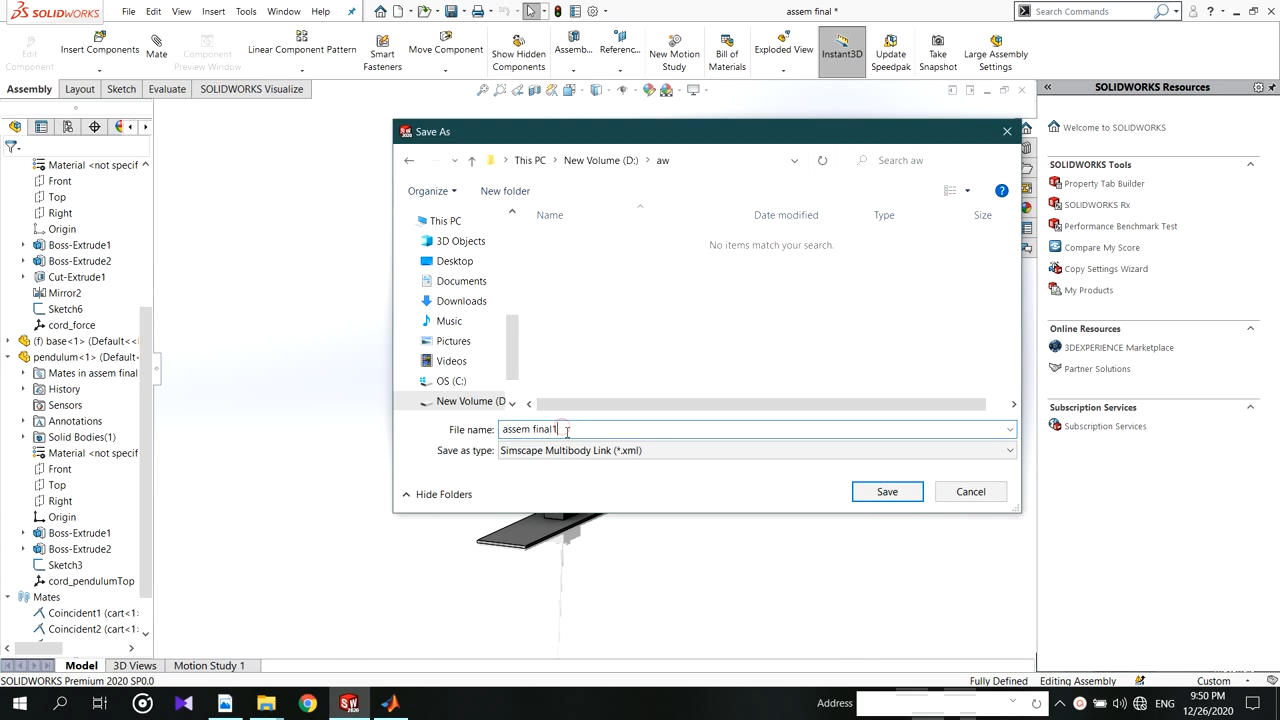 SOLIDWORKS File Edit View Insert Tools Window Help assem final * Search Commands
Edit Component
Insert Components
Mate
Component Preview Window
Linear Component Pattern
Smart Fasteners
Move Component
Show Hidden Components
Assemb...
Referenc...
New Motion Study
Bill of Materials
Exploded View
Instant3D
Update Speedpak
Take Snapshot
Large Assembly Settings
Assembly Layout Sketch Evaluate SOLIDWORKS Visualize
Material <not specif
Front
Top
Right
Origin
Boss-Extrude1
Boss-Extrude2
Cut-Extrude1
Mirror2
Sketch6
cord_force
(f) base<1> (Default<<
pendulum<1> (Default<
Mates in assem final
History
Sensors
Annotations
Solid Bodies(1)
Material <not specif
Front
Top
Right
Origin
Boss-Extrude1
Boss-Extrude2
Sketch3
cord_pendulumTop
Mates
Coincident1 (cart<1>
Coincident2 (cart<1>
Save As
This PC New Volume (D:) aw
Search aw
Organize New folder
Name Date modified Type Size
No items match your search.
This PC
3D Objects
Desktop
Documents
Downloads
Music
Pictures
Videos
OS (C:)
New Volume (D
File name: assem final1
Save as type: Simscape Multibody Link (*.xml)
Hide Folders Save Cancel
SOLIDWORKS Resources
Welcome to SOLIDWORKS
SOLIDWORKS Tools
Property Tab Builder
SOLIDWORKS Rx
Performance Benchmark Test
Compare My Score
Copy Settings Wizard
My Products
Online Resources
3DEXPERIENCE Marketplace
Partner Solutions
Subscription Services
Subscription Services
Model 3D Views Motion Study 1
SOLIDWORKS Premium 2020 SP0.0 Fully Defined Editing Assembly Custom
Address ENG 9:50 PM
12/26/2020